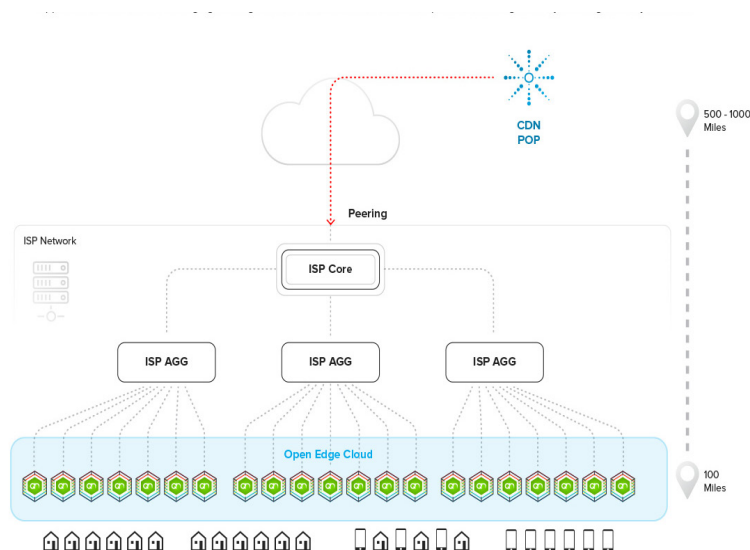 CDN
POP
500 - 1000
Miles
Peering
ISP Network
ISP Core
ISP AGG
ISP AGG
ISP AGG
Open Edge Cloud
100
Miles